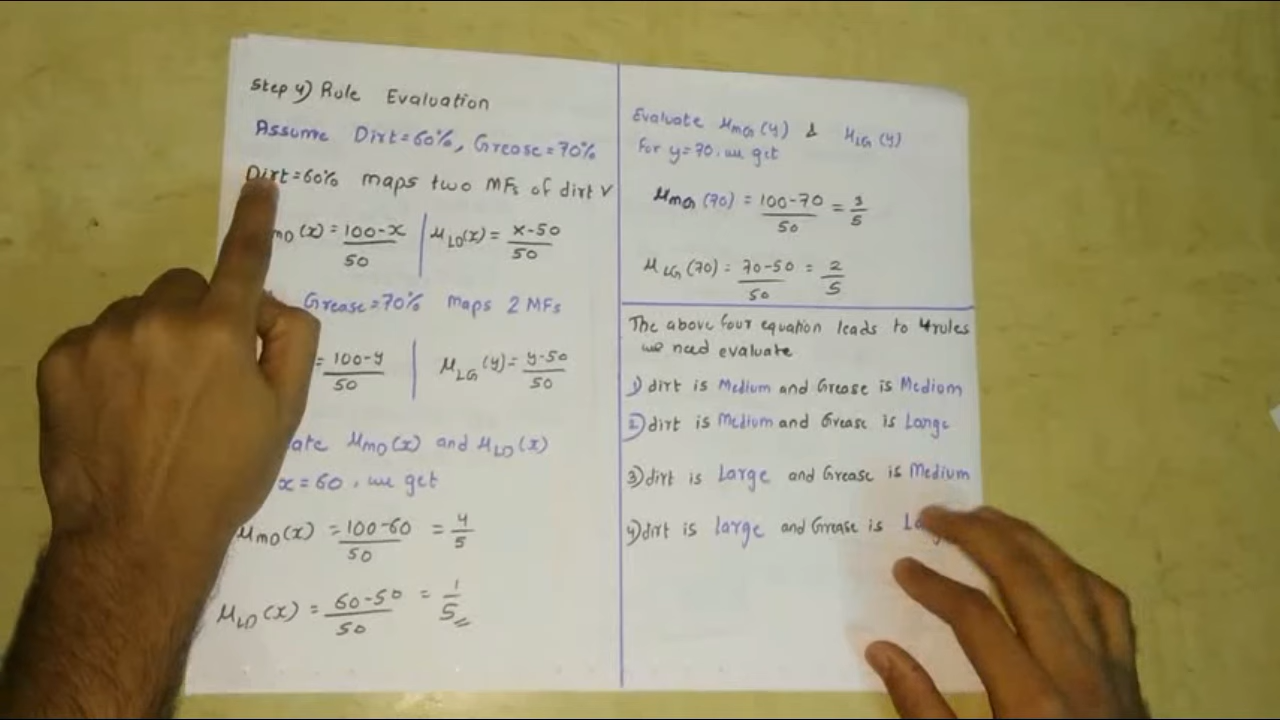 Step 4) Rule Evaluation
Assume Dirt=60%, Grease=70%
Dirt=60% maps two MFs of dirt
MD (x) = 100-x / 50 | μLD(x) = x-50 / 50
Grease=70% maps 2 MFs
= 100-y / 50 | μLG (y) = y-50 / 50
μMD(x) and μLD(x)
x=60, we get
μMD(x) = 100-60 / 50 = 4/5
μLD(x) = 60-50 / 50 = 1/5
Evaluate μMG(y) & μLG(y)
For y=70, we get
μMG(70) = 100-70 / 50 = 3/5
μLG(70) = 70-50 / 50 = 2/5
The above four equation leads to 4 rules
we need evaluate
1) dirt is Medium and Grease is Medium
2) dirt is Medium and Grease is Large
3) dirt is Large and Grease is Medium
4) dirt is large and Grease is